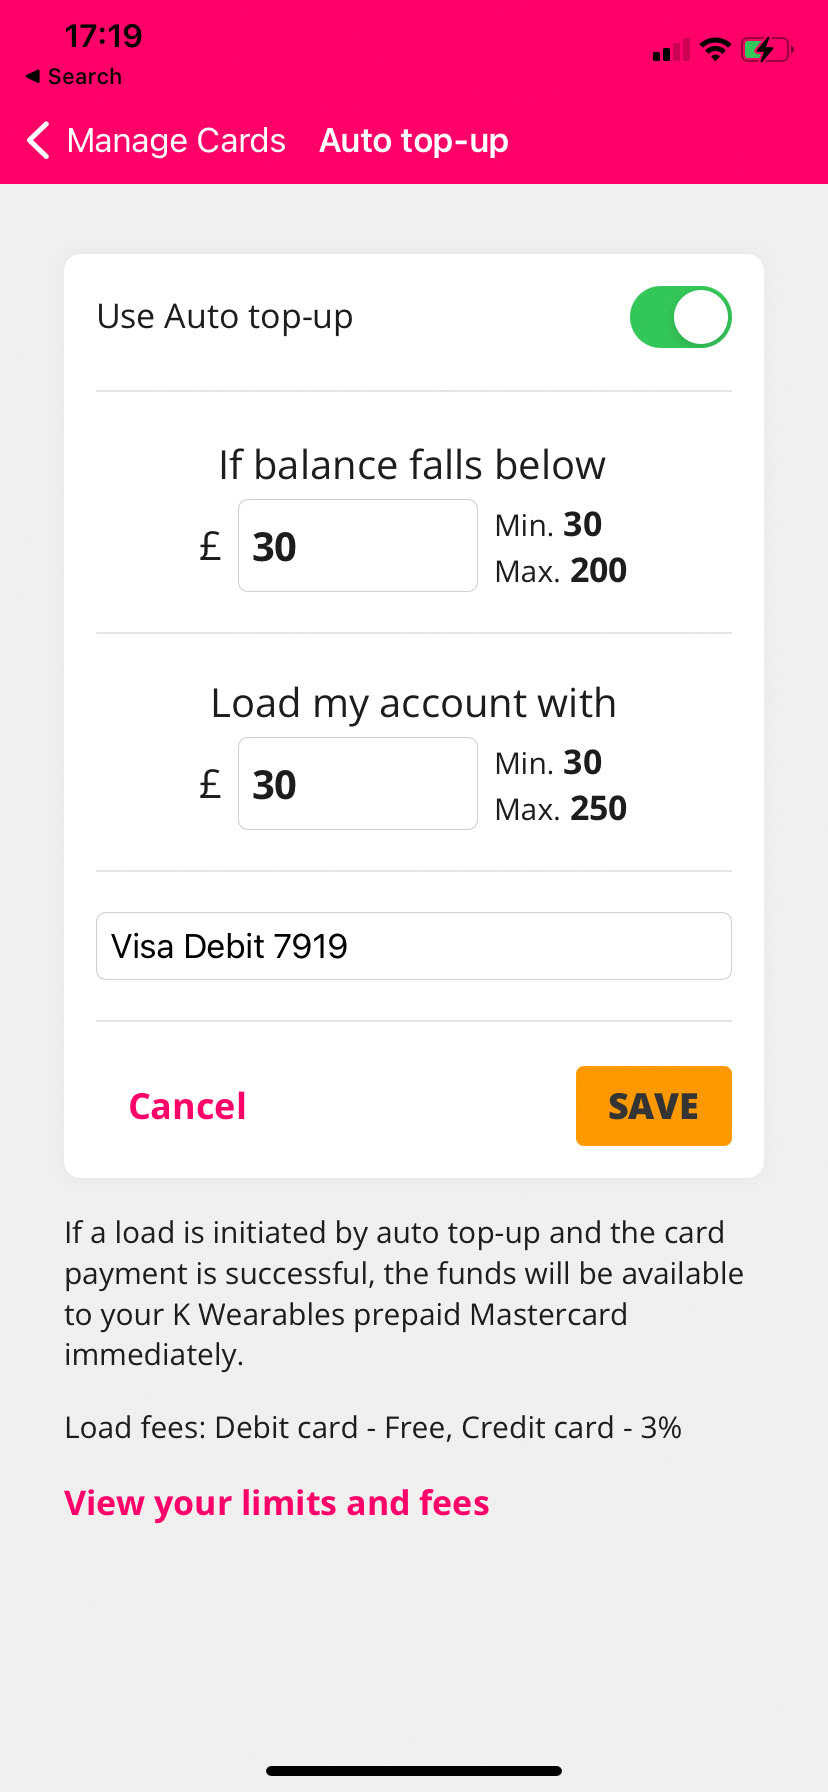 17:19
◀ Search
Manage Cards Auto top-up
Use Auto top-up
If balance falls below
£ 30
Min. 30
Max. 200
Load my account with
£ 30
Min. 30
Max. 250
Visa Debit 7919
Cancel SAVE
If a load is initiated by auto top-up and the card
payment is successful, the funds will be available
to your K Wearables prepaid Mastercard
immediately.
Load fees: Debit card - Free, Credit card - 3%
View your limits and fees